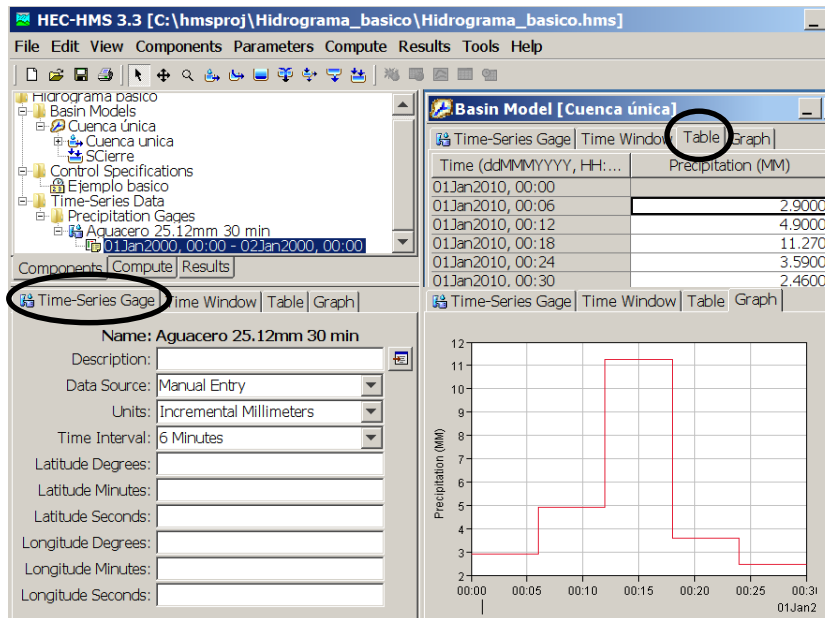 HEC-HMS 3.3 [C:\hmsproj\Hidrograma_basico\Hidrograma_basico.hms]
File Edit View Components Parameters Compute Results Tools Help
Hidrograma basico
Basin Models
Cuenca única
Cuenca unica
SCierre
Control Specifications
Ejemplo basico
Time-Series Data
Precipitation Gages
Aguacero 25.12mm 30 min
01Jan2000, 00:00 - 02Jan2000, 00:00
Components Compute Results
Time-Series Gage Time Window Table Graph
Name: Aguacero 25.12mm 30 min
Description:
Data Source: Manual Entry
Units: Incremental Millimeters
Time Interval: 6 Minutes
Latitude Degrees:
Latitude Minutes:
Latitude Seconds:
Longitude Degrees:
Longitude Minutes:
Longitude Seconds:
Basin Model [Cuenca única]
Time-Series Gage Time Window Table Graph
Time (ddMMMYYYY, HH:... Precipitation (MM)
01Jan2010, 00:00
01Jan2010, 00:06 2.9000
01Jan2010, 00:12 4.9000
01Jan2010, 00:18 11.270
01Jan2010, 00:24 3.5900
01Jan2010, 00:30 2.4600
Time-Series Gage Time Window Table Graph
Precipitation (MM)
12
11
10
9
8
7
6
5
4
3
2
00:00 00:05 00:10 00:15 00:20 00:25 00:3
01Jan2